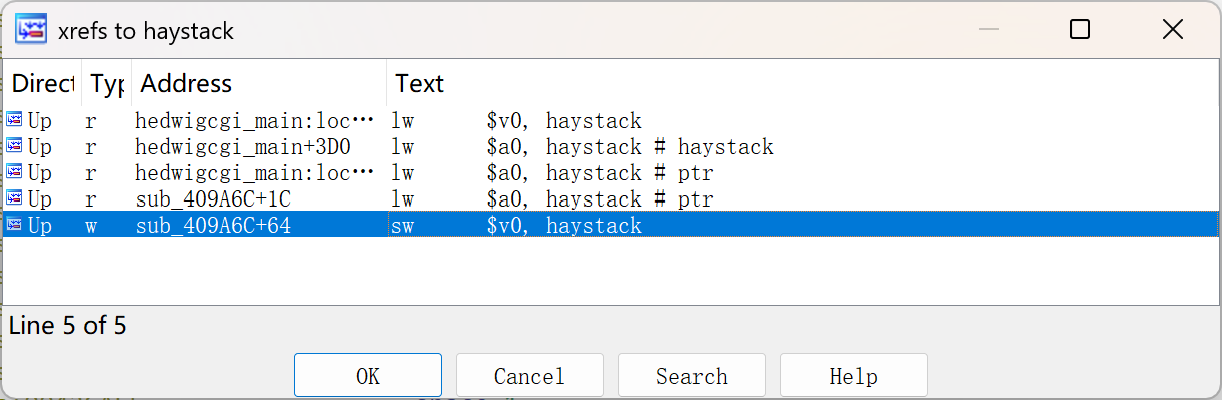 xrefs to haystack
Direct Typ Address Text
Up r hedwigcgi_main:loc··· lw $v0, haystack
Up r hedwigcgi_main+3D0 lw $a0, haystack # haystack
Up r hedwigcgi_main:loc··· lw $a0, haystack # ptr
Up r sub_409A6C+1C lw $a0, haystack # ptr
Up w sub_409A6C+64 sw $v0, haystack
Line 5 of 5
OK Cancel Search Help